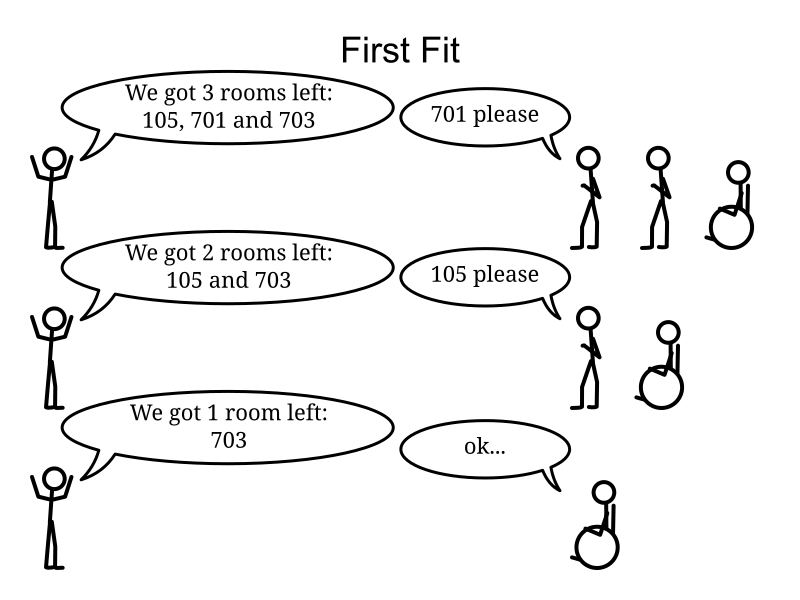 First Fit
We got 3 rooms left:
105, 701 and 703
701 please
We got 2 rooms left:
105 and 703
105 please
We got 1 room left:
703
ok...